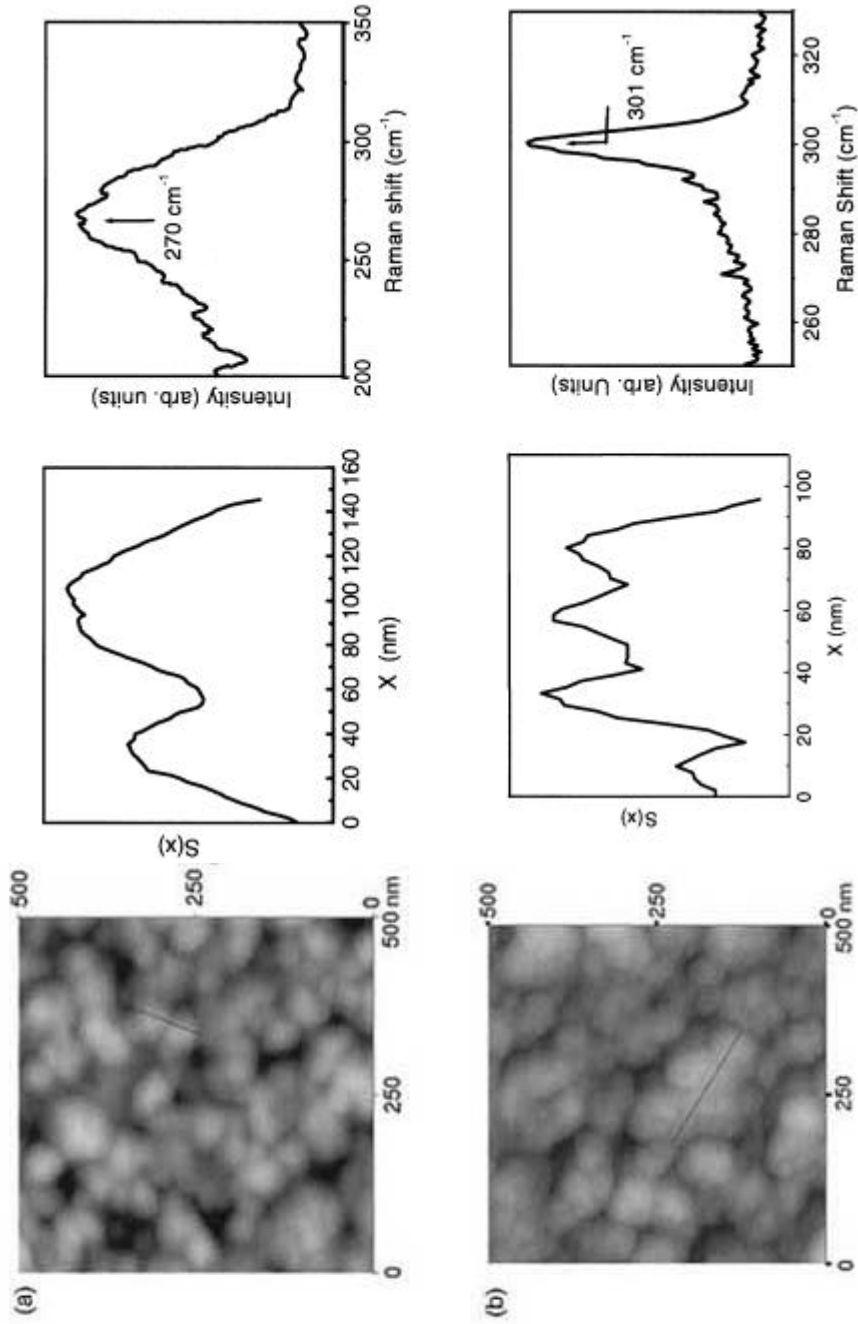 (a)
500
250
0
0
250
500 nm
S(x)
0
20
40
60
80
100
120
140
160
X (nm)
Intensity (arb. units)
270 cm⁻¹
200
250
300
350
Raman shift (cm⁻¹)
(b)
500
250
0
0
250
500 nm
S(x)
0
20
40
60
80
100
X (nm)
Intensity (arb. Units)
301 cm⁻¹
260
280
300
320
Raman Shift (cm⁻¹)